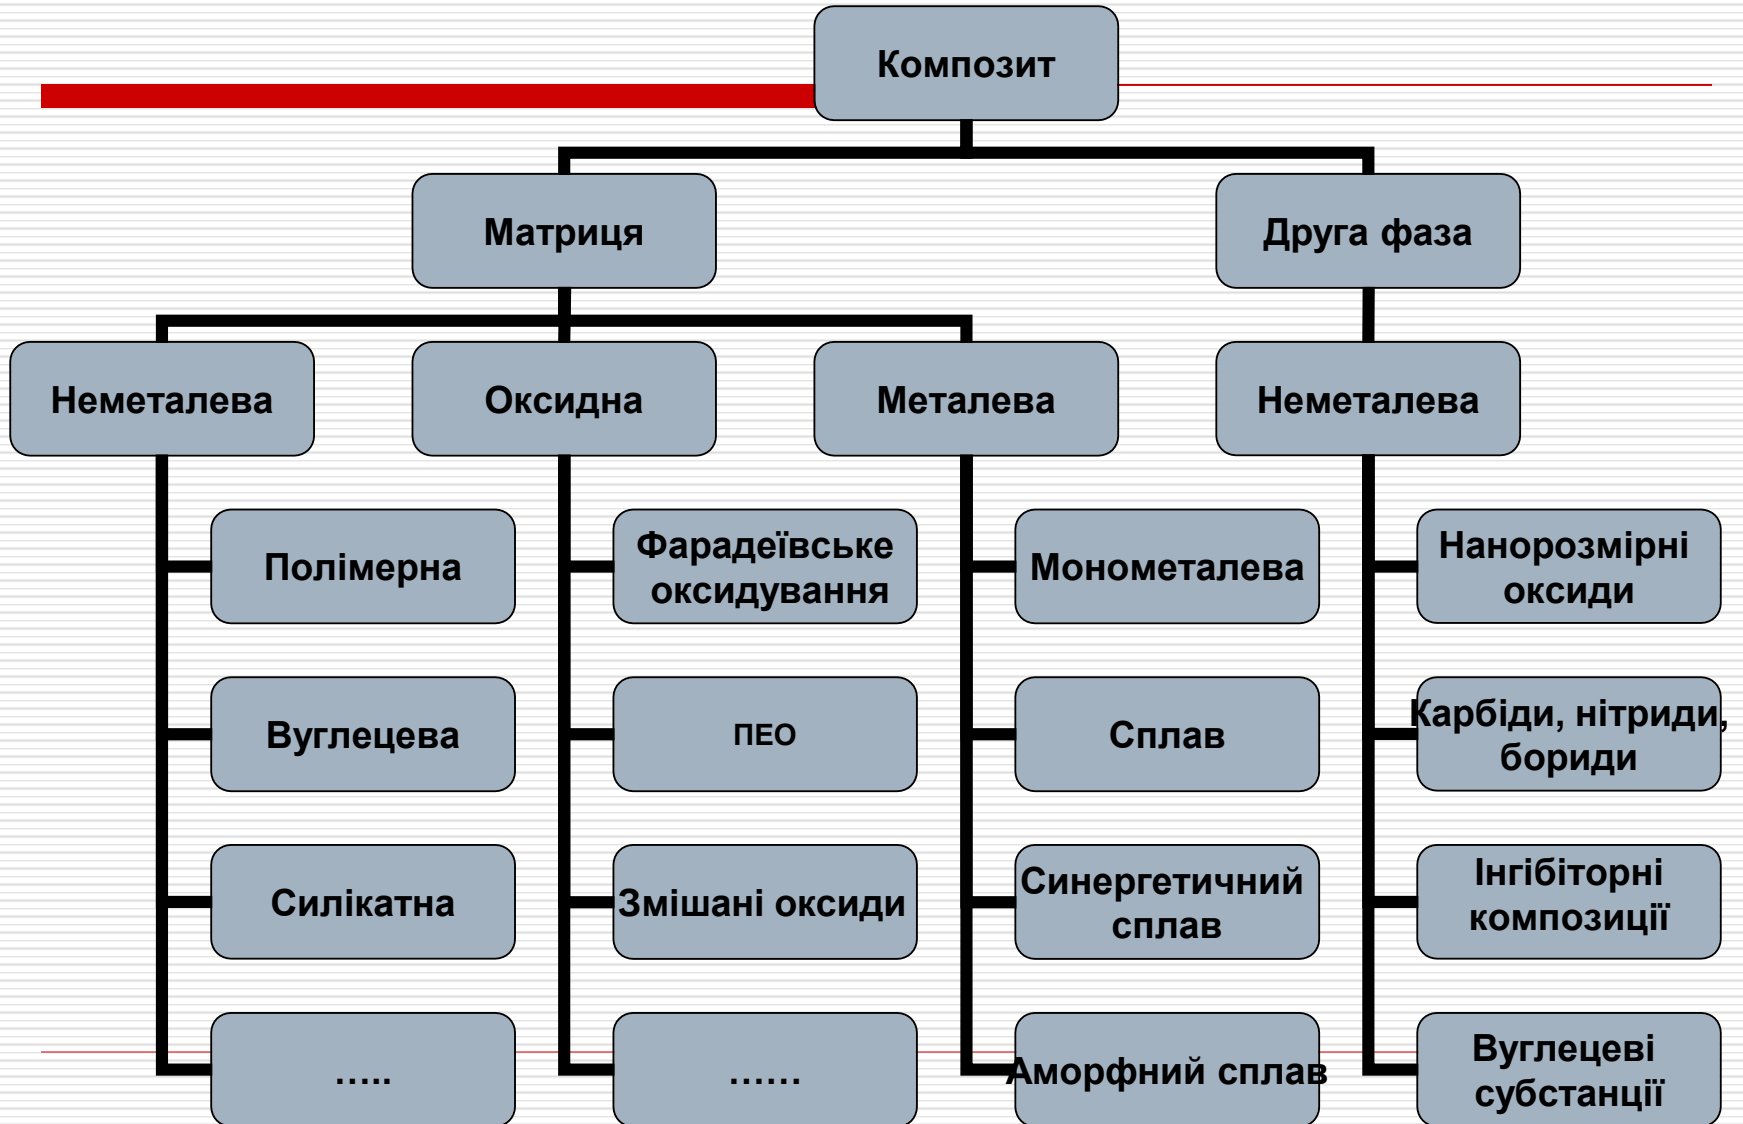 Композит
Матриця
Друга фаза
Неметалева
Оксидна
Металева
Неметалева
Полімерна
Фарадеївське
оксидування
Монометалева
Нанорозмірні
оксиди
Вуглецева
ПЕО
Сплав
Карбіди, нітриди,
бориди
Силікатна
Змішані оксиди
Синергетичний
сплав
Інгібіторні
композиції
…..
……
Аморфний сплав
Вуглецеві
субстанції